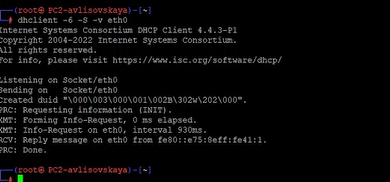 (root㉿PC2-avlisovskaya)-[~]
# dhclient -6 -S -v eth0
Internet Systems Consortium DHCP Client 4.4.3-P1
Copyright 2004-2022 Internet Systems Consortium.
All rights reserved.
For info, please visit https://www.isc.org/software/dhcp/
Listening on Socket/eth0
Sending on   Socket/eth0
Created duid "\000\003\000\001\002B\302w\202\000".
PRC: Requesting information (INIT).
XMT: Forming Info-Request, 0 ms elapsed.
XMT: Info-Request on eth0, interval 930ms.
RCV: Reply message on eth0 from fe80::e75:8eff:fe41:1.
PRC: Done.
(root㉿PC2-avlisovskaya)-[~]
#